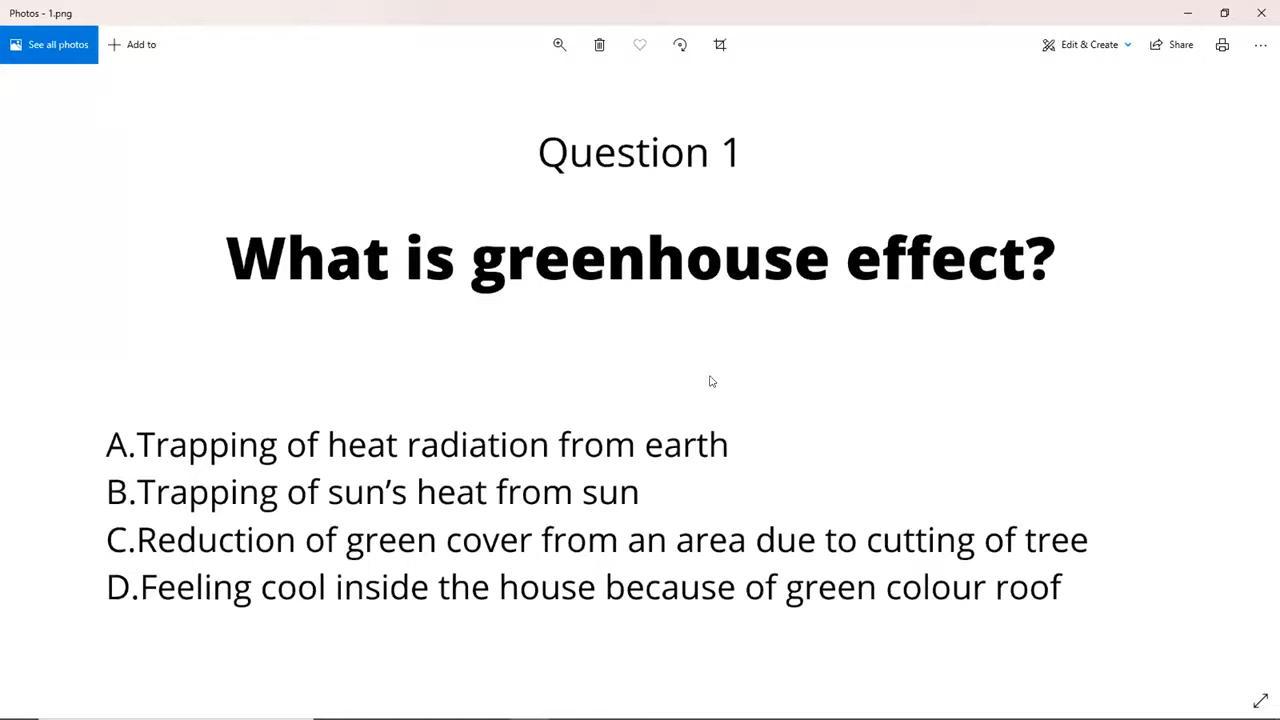 Photos - 1.png
See all photos
Add to
Edit & Create
Share
Question 1
What is greenhouse effect?
A.Trapping of heat radiation from earth
B.Trapping of sun’s heat from sun
C.Reduction of green cover from an area due to cutting of tree
D.Feeling cool inside the house because of green colour roof